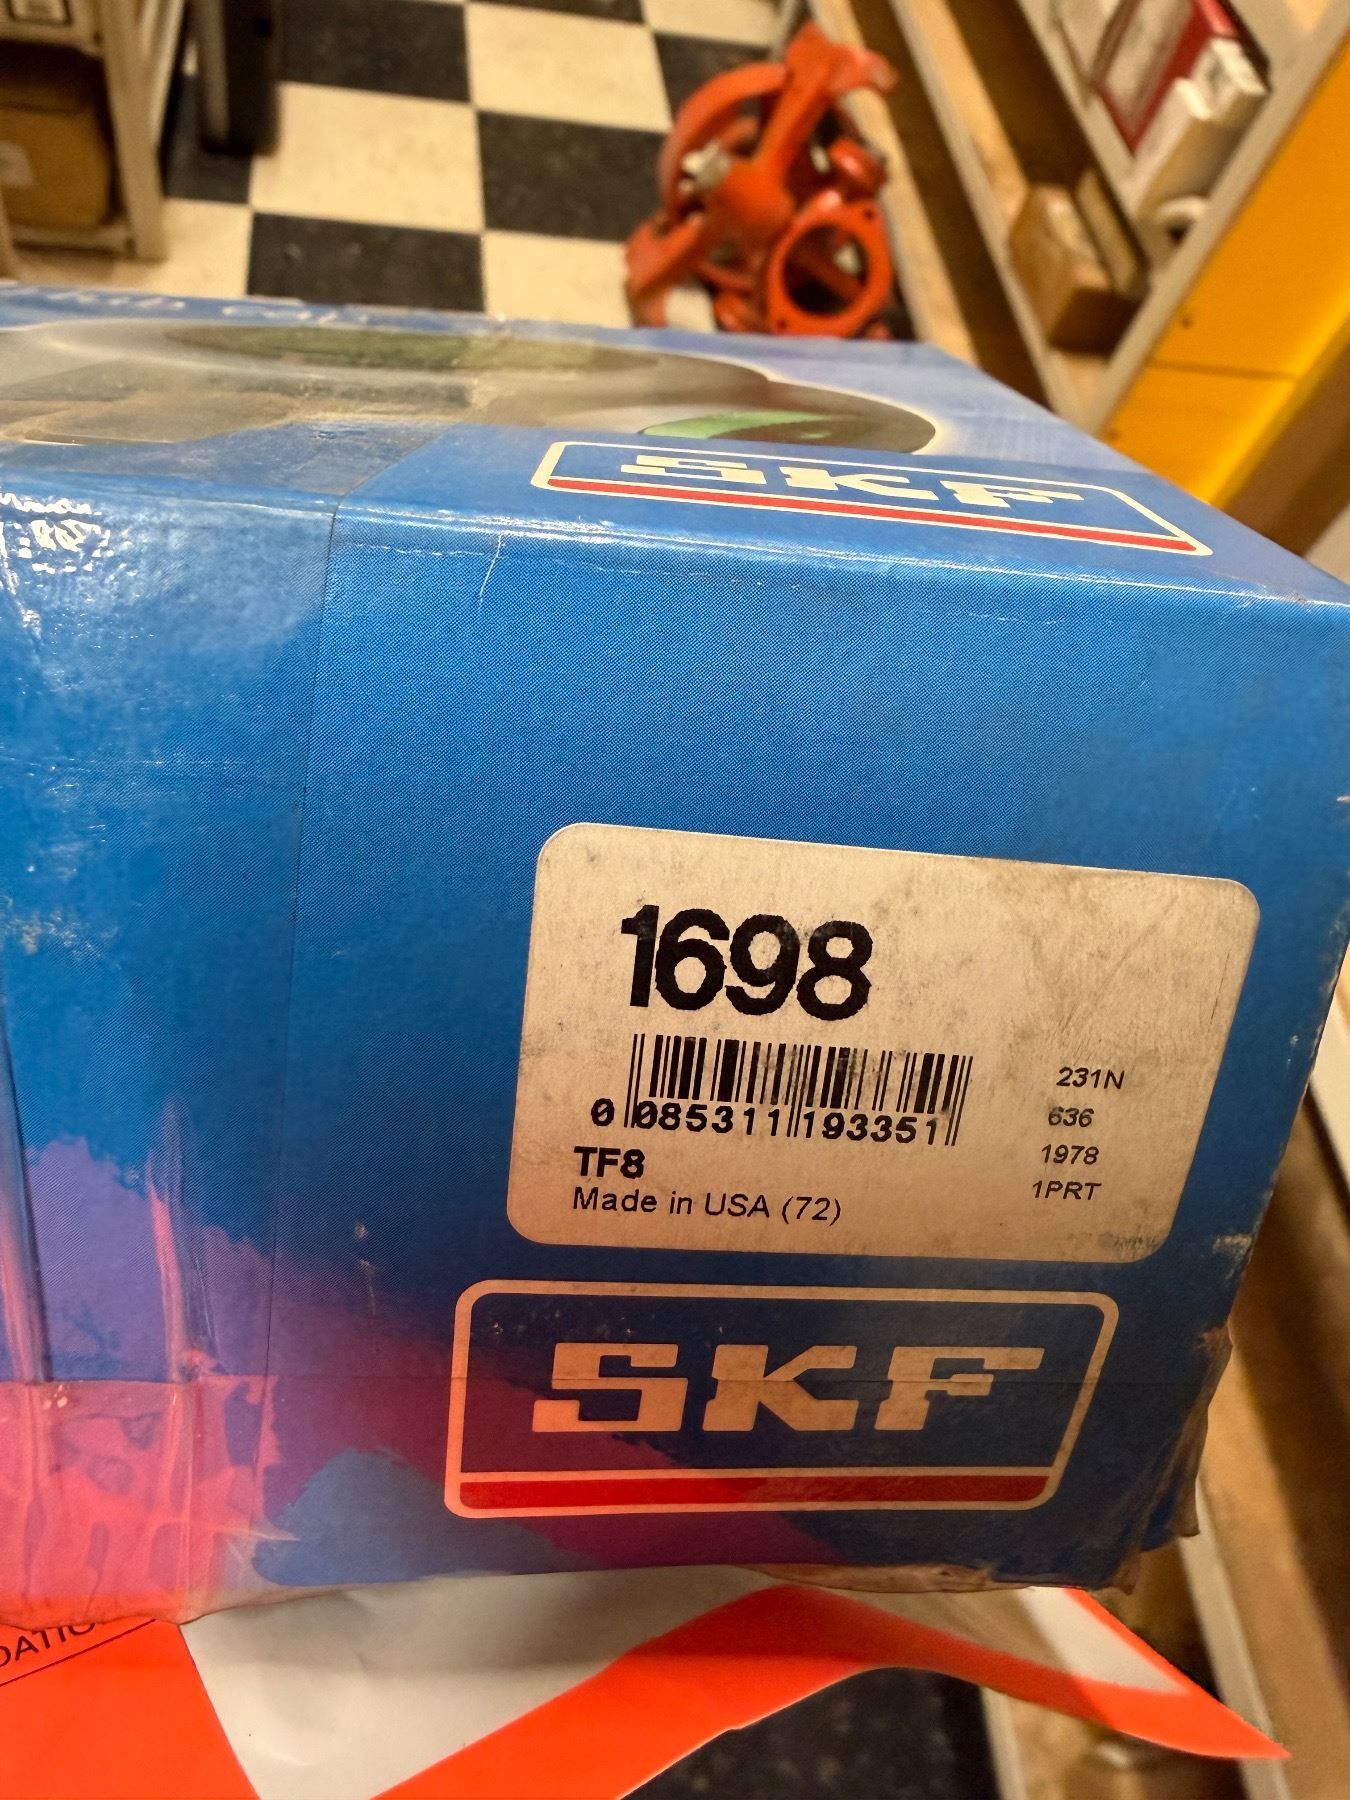 SKF
1698
0 085311 193351
TF8
Made in USA (72)
231N
636
1978
1PRT
SKF